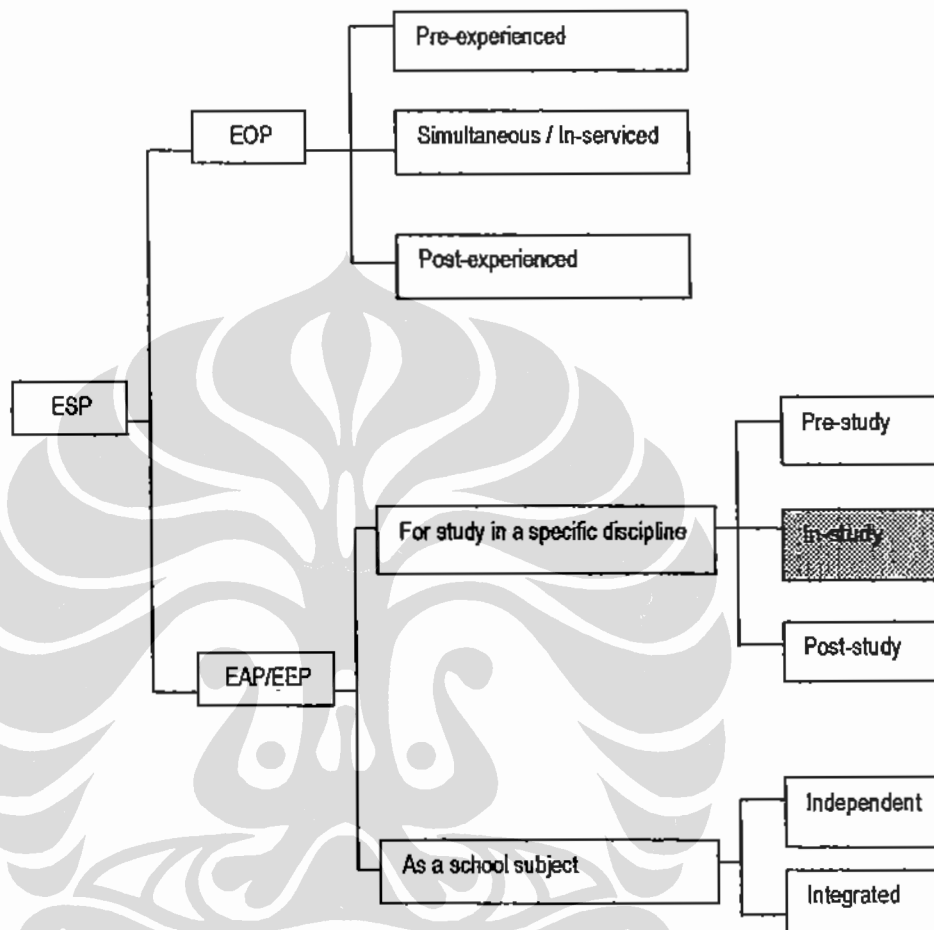 Pre-experienced
EOP
Simultaneous / In-serviced
Post-experienced
ESP
Pre-study
For study in a specific discipline
In-study
Post-study
EAP/EEP
Independent
As a school subject
Integrated